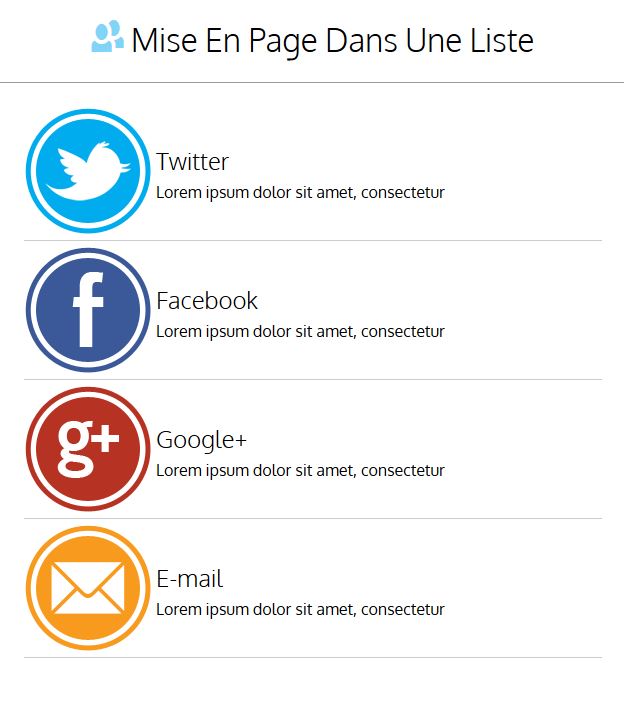 Mise En Page Dans Une Liste
Twitter
Lorem ipsum dolor sit amet, consectetur
f
Facebook
Lorem ipsum dolor sit amet, consectetur
g+
Google+
Lorem ipsum dolor sit amet, consectetur
E-mail
Lorem ipsum dolor sit amet, consectetur